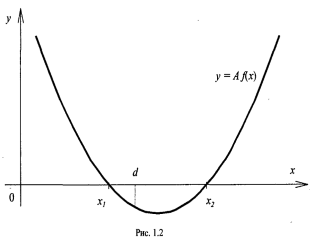 y
y = A f(x)
d
x
0
x₁
x₂
Рис. 1.2